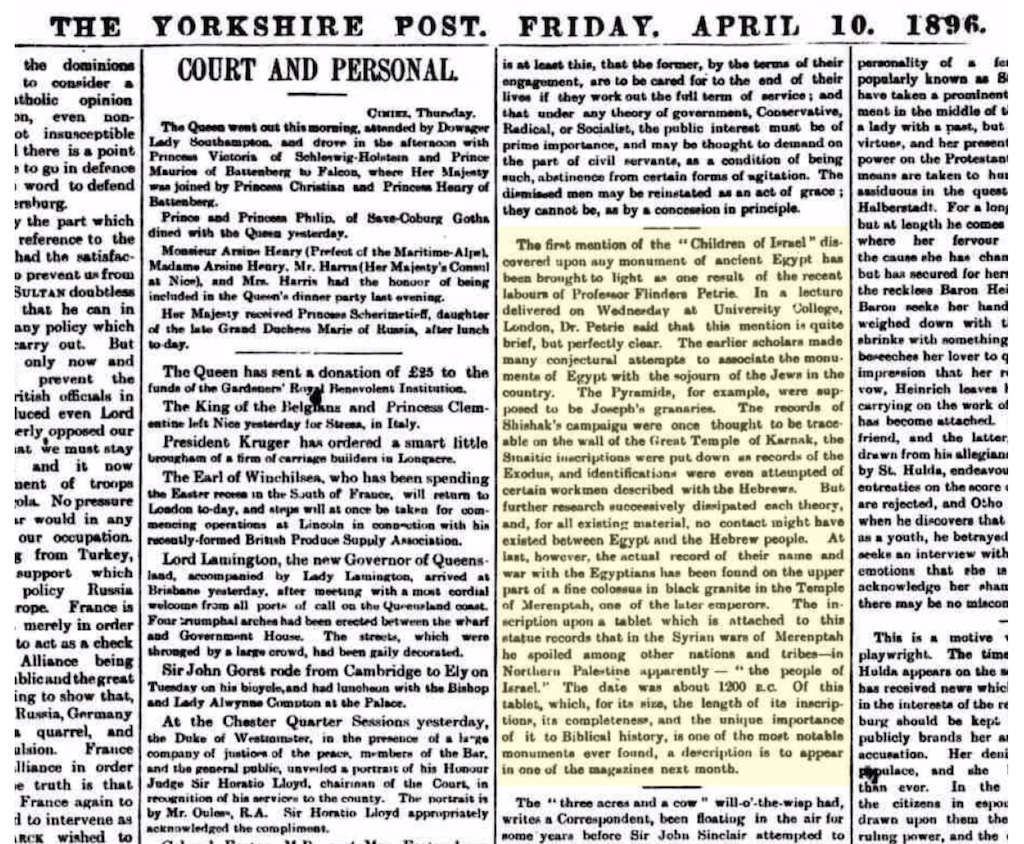 THE YORKSHIRE POST. FRIDAY, APRIL 10, 1896.
the dominions
to consider a
atholic opinion
on, even non-
ot insusceptible
there is a point
to go in defence
word to defend
ersburg.
y the part which
reference to the
had the satisfac-
o prevent us from
SULTAN doubtless
that he can in
any policy which
carry out. But
only now and
prevent the
ritish officials in
luced even Lord
erly opposed our
at we must stay
and it now
ment of troops
ola. No pressure
ar would in any
our occupation.
g from Turkey,
support which
policy Russia
rope. France is
merely in order
to act as a check
Alliance being
ublic and the great
ing to show that,
Russia, Germany
a quarrel, and
ulsion. France
lliance in order
e truth is that
France again to
d to intervene as
ARCK wished to
COURT AND PERSONAL.
CIMIEZ, Thursday.
The Queen went out this morning, attended by Dowager
Lady Southampton, and drove in the afternoon with
Princess Victoria of Schleswig-Holstein and Prince
Maurice of Battenberg to Falcon, where Her Majesty
was joined by Princess Christian and Princess Henry of
Battenberg.
Prince and Princess Philip, of Saxe-Coburg Gotha
dined with the Queen yesterday.
Monsieur Arsine Henry (Prefect of the Maritime-Alps),
Madame Arsine Henry, Mr. Harris (Her Majesty's Consul
at Nice), and Mrs. Harris had the honour of being
included in the Queen's dinner party last evening.
Her Majesty received Princess Scherimetieff, daughter
of the late Grand Duchess Marie of Russia, after lunch
to-day.
The Queen has sent a donation of £25 to the
funds of the Gardeners' Royal Benevolent Institution.
The King of the Belgians and Princess Clem-
entine left Nice yesterday for Stresa, in Italy.
President Kruger has ordered a smart little
brougham of a firm of carriage builders in Longacre.
The Earl of Winchilsea, who has been spending
the Easter recess in the South of France, will return to
London to-day, and steps will at once be taken for com-
mencing operations at Lincoln in connection with his
recently-formed British Produce Supply Association.
Lord Lamington, the new Governor of Queens-
land, accompanied by Lady Lamington, arrived at
Brisbane yesterday, after meeting with a most cordial
welcome from all ports of call on the Queensland coast.
Four triumphal arches had been erected between the wharf
and Government House. The streets, which were
thronged by a large crowd, had been gaily decorated.
Sir John Gorst rode from Cambridge to Ely on
Tuesday on his bicycle, and had luncheon with the Bishop
and Lady Alwynne Compton at the Palace.
At the Chester Quarter Sessions yesterday,
the Duke of Westminster, in the presence of a large
company of justices of the peace, members of the Bar,
and the general public, unveiled a portrait of his Honour
Judge Sir Horatio Lloyd, chairman of the Court, in
recognition of his services to the county. The portrait is
by Mr. Ouless, R.A. Sir Horatio Lloyd appropriately
acknowledged the compliment.
is at least this, that the former, by the terms of their
engagement, are to be cared for to the end of their
lives if they work out the full term of service; and
that under any theory of government, Conservative,
Radical, or Socialist, the public interest must be of
prime importance, and may be thought to demand on
the part of civil servants, as a condition of being
such, abstinence from certain forms of agitation. The
dismissed men may be reinstated as an act of grace;
they cannot be, as by a concession in principle.
The first mention of the "Children of Israel" dis-
covered upon any monument of ancient Egypt has
been brought to light as one result of the recent
labours of Professor Flinders Petrie. In a lecture
delivered on Wednesday at University College,
London, Dr. Petrie said that this mention is quite
brief, but perfectly clear. The earlier scholars made
many conjectural attempts to associate the monu-
ments of Egypt with the sojourn of the Jews in the
country. The Pyramids, for example, were sup-
posed to be Joseph's granaries. The records of
Shishak's campaign were once thought to be trace-
able on the wall of the Great Temple of Karnak, the
Sinaitic inscriptions were put down as records of the
Exodus, and identifications were even attempted of
certain workmen described with the Hebrews. But
further research successively dissipated each theory,
and, for all existing material, no contact might have
existed between Egypt and the Hebrew people. At
last, however, the actual record of their name and
war with the Egyptians has been found on the upper
part of a fine colossus in black granite in the Temple
of Merenptah, one of the later emperors. The in-
scription upon a tablet which is attached to this
statue records that in the Syrian wars of Merenptah
he spoiled among other nations and tribes—in
Northern Palestine apparently—"the people of
Israel." The date was about 1200 B.C. Of this
tablet, which, for its size, the length of its inscrip-
tions, its completeness, and the unique importance
of it to Biblical history, is one of the most notable
monuments ever found, a description is to appear
in one of the magazines next month.
The "three acres and a cow" will-o'-the-wisp had,
writes a Correspondent, been floating in the air for
some years before Sir John Sinclair attempted to
personality of a fe
popularly known as S
have taken a prominent
ment in the middle of t
a lady with a past, but
virtue, and her present
power on the Protestant
means are taken to hu
assiduous in the quest
Halberstadt. For a long
but at length he comes
where her fervour
the cause she has chan
but has secured for hers
the reckless Baron Hei
Baron seeks her hand
weighed down with t
shrinks with something
beseeches her lover to q
impression that her r
vow, Heinrich leaves
carrying on the work of
has become attached.
friend, and the latter,
drawn from his allegian
by St. Hulda, endeavou
entreaties on the score
are rejected, and Otho
when he discovers that
as a youth, he betrayed
seeks an interview with
emotions that she is
acknowledge her sham
there may be no miscon
This is a motive
playwright. The time
Hulda appears on the s
has received news whic
in the interests of the re
burg should be kept
publicly brands her a
accusation. Her deni
populace, and she
than ever. In the
the citizens in espou
drawn upon them the
ruling power, and the